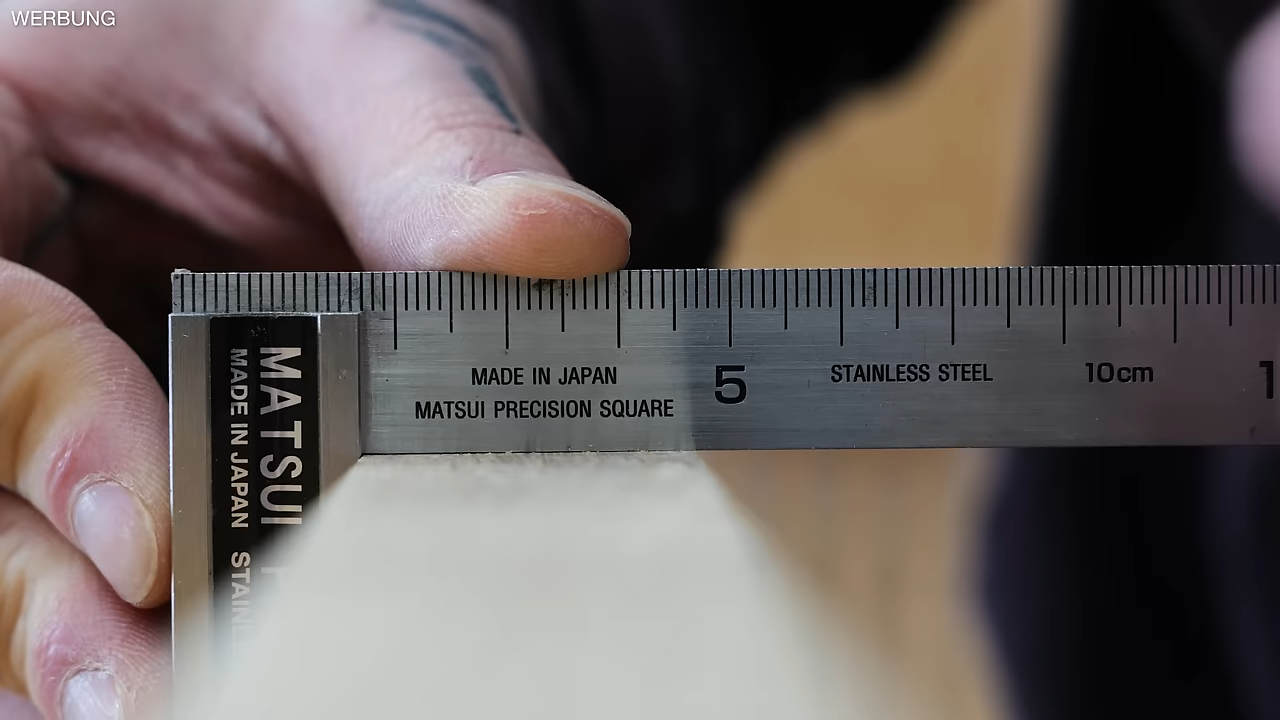 WERBUNG
MADE IN JAPAN
MATSUI PRECISION SQUARE
5
STAINLESS STEEL
10cm
MATSUI
MADE IN JAPAN